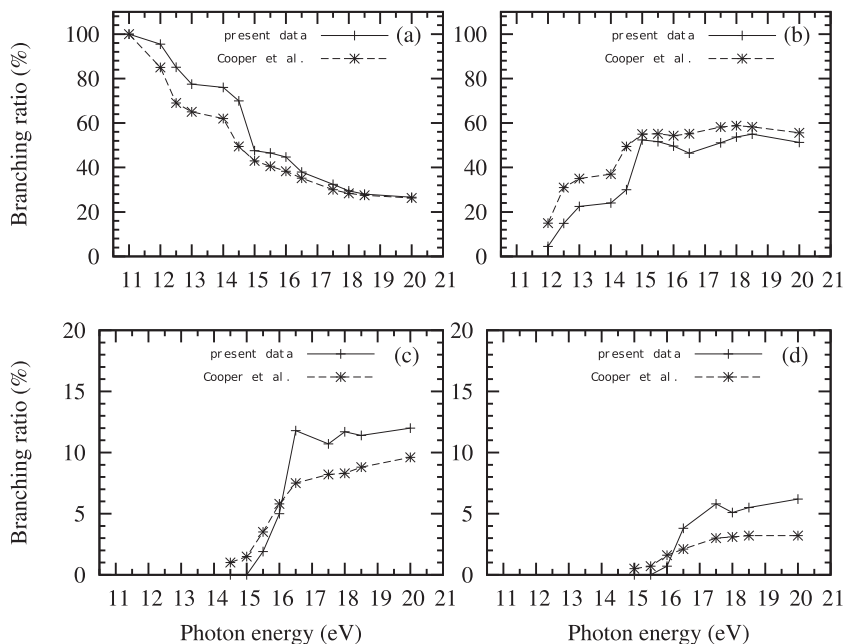 Branching ratio (%)
100
80
60
40
20
0
present data
Cooper et al.
(a)
11 12 13 14 15 16 17 18 19 20 21
100
80
60
40
20
0
present data
Cooper et al.
(b)
11 12 13 14 15 16 17 18 19 20 21
Branching ratio (%)
20
15
10
5
0
present data
Cooper et al.
(c)
11 12 13 14 15 16 17 18 19 20 21
Photon energy (eV)
20
15
10
5
0
present data
Cooper et al.
(d)
11 12 13 14 15 16 17 18 19 20 21
Photon energy (eV)